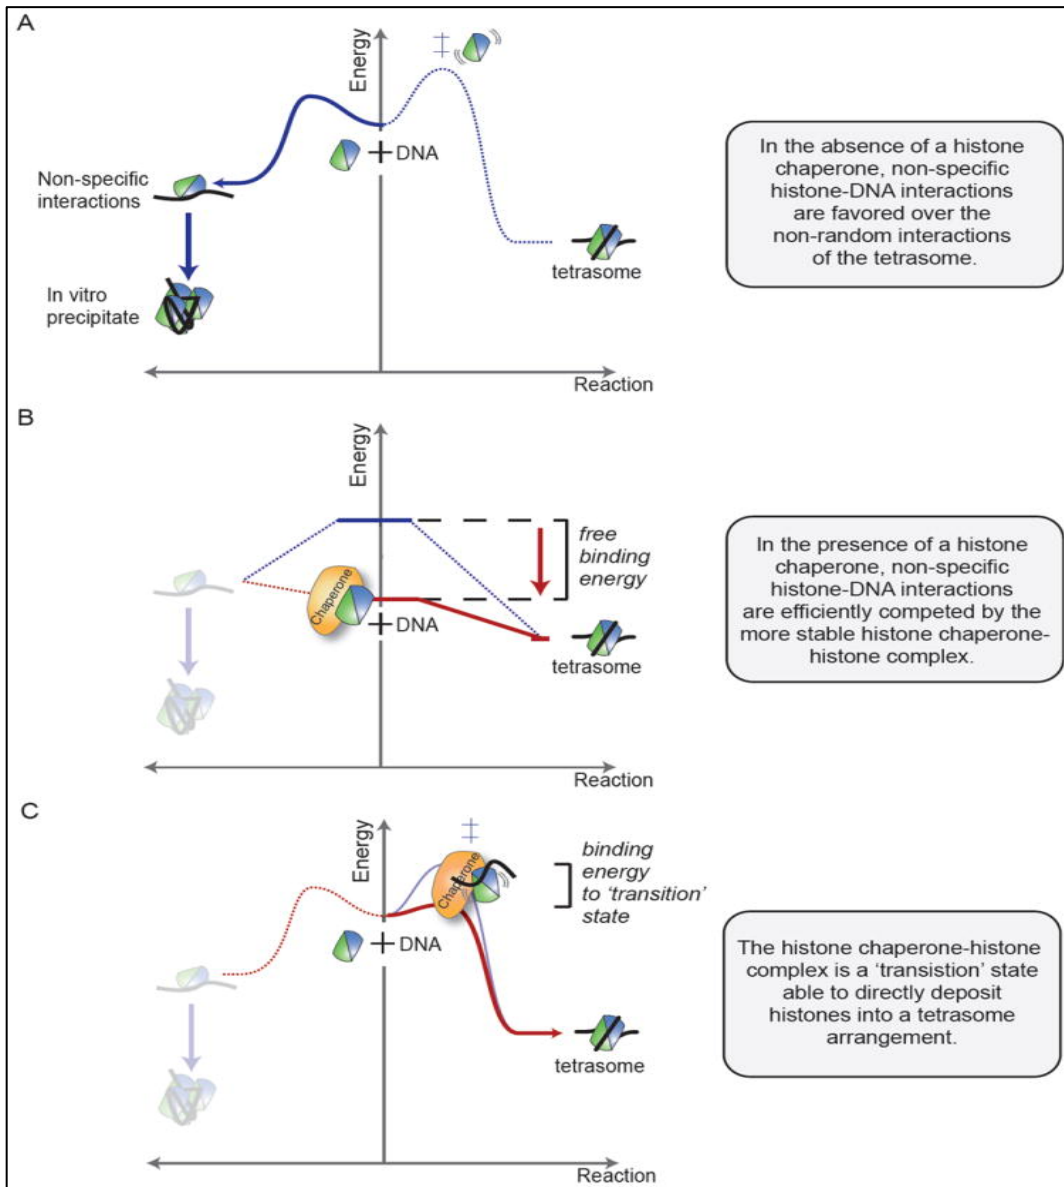 A
Energy
‡
+ DNA
Non-specific
interactions
In vitro
precipitate
tetrasome
Reaction
In the absence of a histone
chaperone, non-specific
histone-DNA interactions
are favored over the
non-random interactions
of the tetrasome.
B
Energy
free
binding
energy
Chaperone
+ DNA
tetrasome
Reaction
In the presence of a histone
chaperone, non-specific
histone-DNA interactions
are efficiently competed by the
more stable histone chaperone-
histone complex.
C
Energy
‡
Chaperone
binding
energy
to 'transition'
state
+ DNA
tetrasome
Reaction
The histone chaperone-histone
complex is a ‘transistion’ state
able to directly deposit
histones into a tetrasome
arrangement.